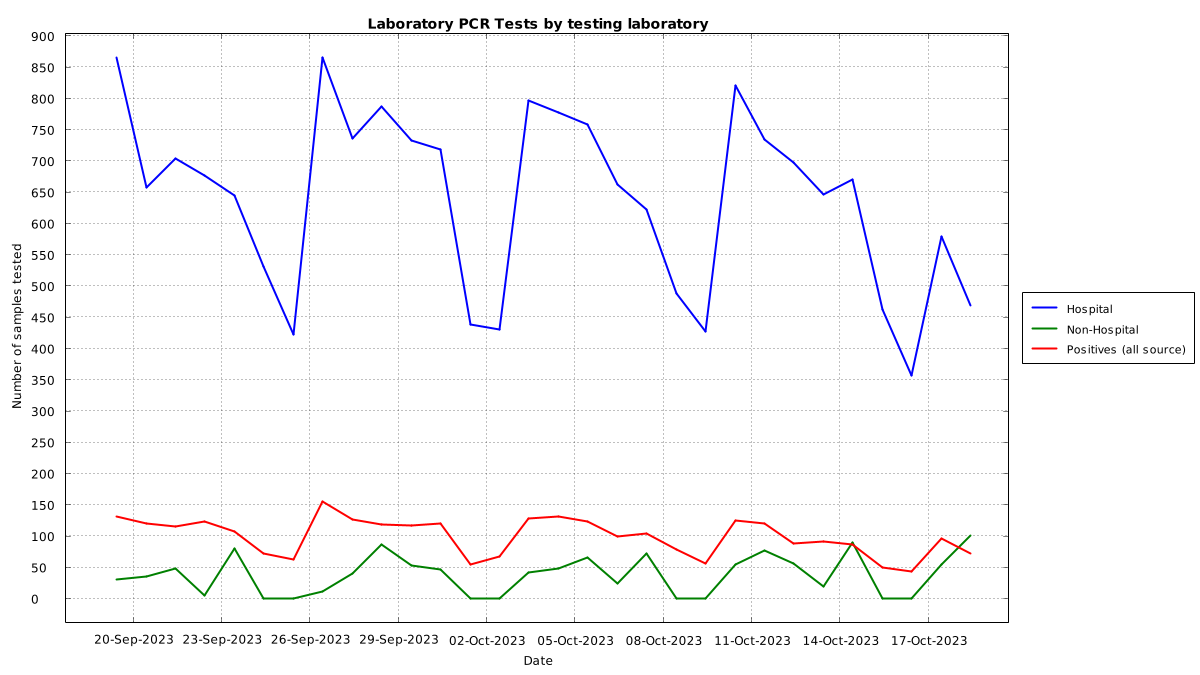 Laboratory PCR Tests by testing laboratory
900
850
800
750
700
650
600
550
500
450
400
350
300
250
200
150
100
50
0
Number of samples tested
20-Sep-2023 23-Sep-2023 26-Sep-2023 29-Sep-2023 02-Oct-2023 05-Oct-2023 08-Oct-2023 11-Oct-2023 14-Oct-2023 17-Oct-2023
Date
Hospital
Non-Hospital
Positives (all source)